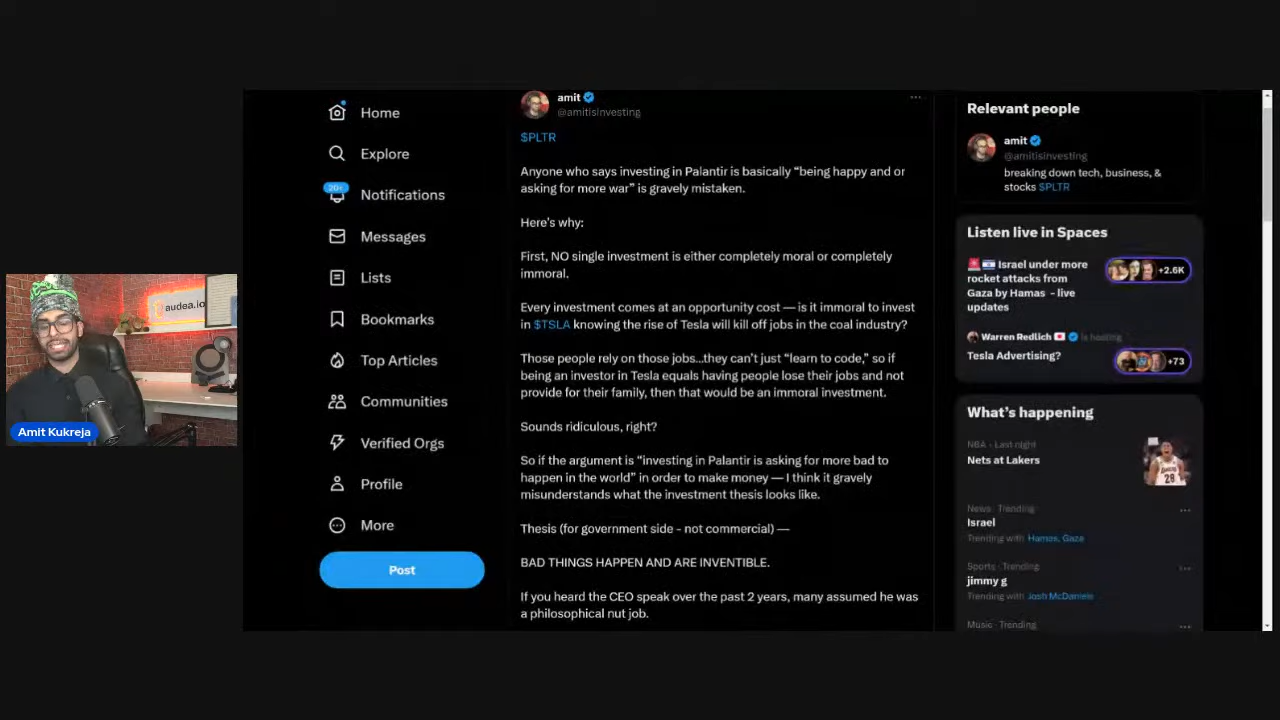 Home
Explore
20+
Notifications
Messages
Lists
Bookmarks
Top Articles
Communities
Verified Orgs
Profile
More
Post
audea.io
Amit Kukreja
amit
@amitisinvesting
$PLTR
Anyone who says investing in Palantir is basically “being happy and or
asking for more war” is gravely mistaken.
Here’s why:
First, NO single investment is either completely moral or completely
immoral.
Every investment comes at an opportunity cost — is it immoral to invest
in $TSLA knowing the rise of Tesla will kill off jobs in the coal industry?
Those people rely on those jobs...they can’t just “learn to code,” so if
being an investor in Tesla equals having people lose their jobs and not
provide for their family, then that would be an immoral investment.
Sounds ridiculous, right?
So if the argument is “investing in Palantir is asking for more bad to
happen in the world” in order to make money — I think it gravely
misunderstands what the investment thesis looks like.
Thesis (for government side - not commercial) —
BAD THINGS HAPPEN AND ARE INVENTIBLE.
If you heard the CEO speak over the past 2 years, many assumed he was
a philosophical nut job.
Relevant people
amit
@amitisinvesting
breaking down tech, business, &
stocks $PLTR
Listen live in Spaces
Israel under more
rocket attacks from
Gaza by Hamas - live
updates
+2.6K
Warren Redlich is hosting
Tesla Advertising?
+73
What’s happening
NBA · Last night
Nets at Lakers
28
News · Trending
Israel
Trending with Hamas, Gaza
Sports · Trending
jimmy g
Trending with Josh McDaniels
Music · Trending